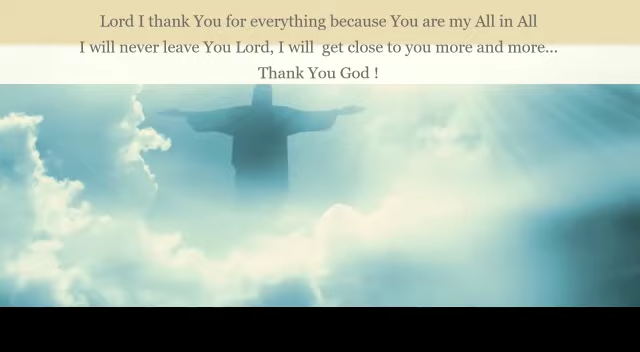 Lord I thank You for everything because You are my All in All
I will never leave You Lord, I will  get close to you more and more...
Thank You God !